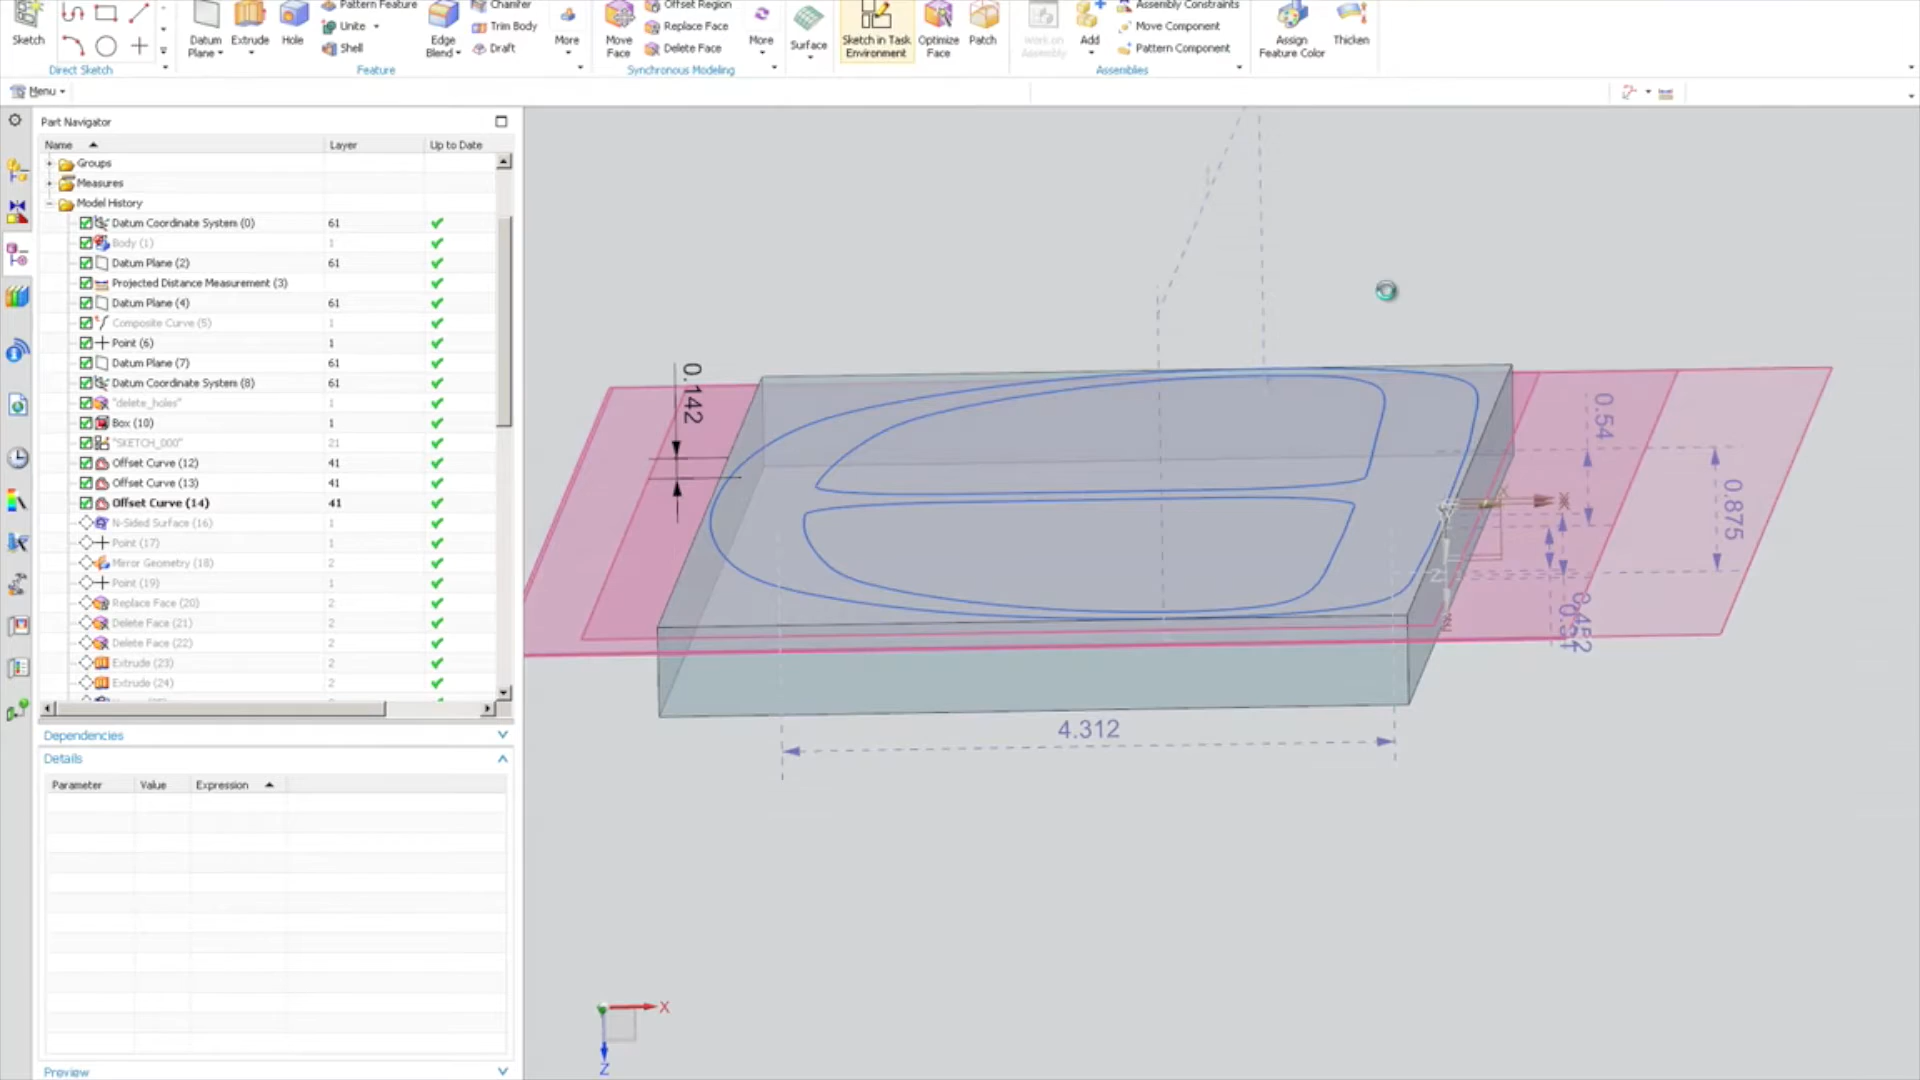 Pattern Feature
Chamfer
Offset Region
Assembly Constraints
Unite
Trim Body
Replace Face
Move Component
Sketch
Datum
Plane
Extrude
Hole
Shell
Edge
Blend
Draft
More
Move
Face
Delete Face
More
Surface
Sketch in Task
Environment
Optimize
Face
Patch
Work on
Assembly
Add
Pattern Component
Assign
Feature Color
Thicken
Direct Sketch
Feature
Synchronous Modeling
Assemblies
Menu
Part Navigator
Name Layer Up to Date
Groups
Measures
Model History
Datum Coordinate System (0) 61
Body (1) 1
Datum Plane (2) 61
Projected Distance Measurement (3)
Datum Plane (4) 61
Composite Curve (5) 1
Point (6) 1
Datum Plane (7) 61
Datum Coordinate System (8) 61
"delete_holes" 1
Box (10) 1
"SKETCH_000" 21
Offset Curve (12) 41
Offset Curve (13) 41
Offset Curve (14) 41
N-Sided Surface (16) 1
Point (17) 1
Mirror Geometry (18) 2
Point (19) 1
Replace Face (20) 2
Delete Face (21) 2
Delete Face (22) 2
Extrude (23) 2
Extrude (24) 2
Dependencies
Details
Parameter Value Expression
Preview
0.142
0.54
0.875
4.312
X
Z
X
Z